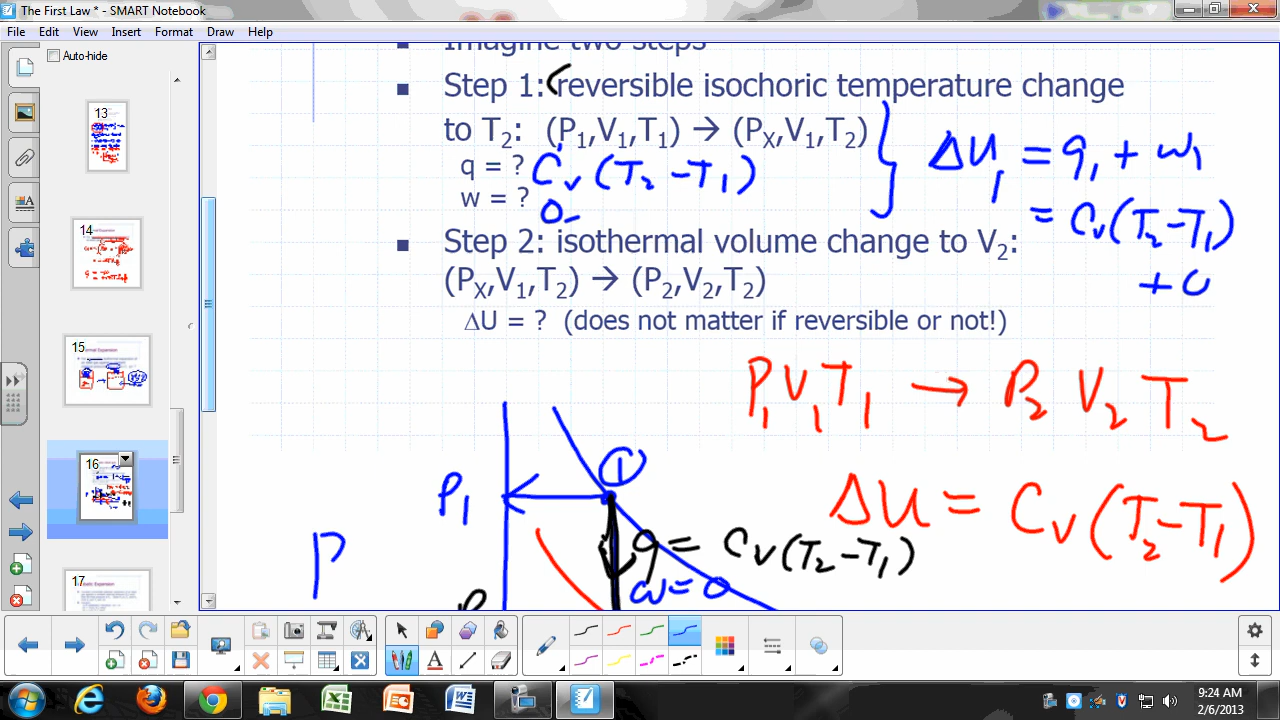 The First Law * - SMART Notebook
File Edit View Insert Format Draw Help
Auto-hide
13
14
15
16
17
Imagine two steps
Step 1: (reversible isochoric temperature change
to T2: (P1,V1,T1) → (PX,V1,T2)
q = ? Cv (T2 - T1)
w = ? 0
ΔU1 = q1 + w1
= Cv(T2-T1)
+ 0
Step 2: isothermal volume change to V2:
(PX,V1,T2) → (P2,V2,T2)
ΔU = ? (does not matter if reversible or not!)
P1 V1 T1 → P2 V2 T2
ΔU = Cv(T2-T1)
1
P1
P
q = Cv(T2-T1)
w = 0
9:24 AM
2/6/2013